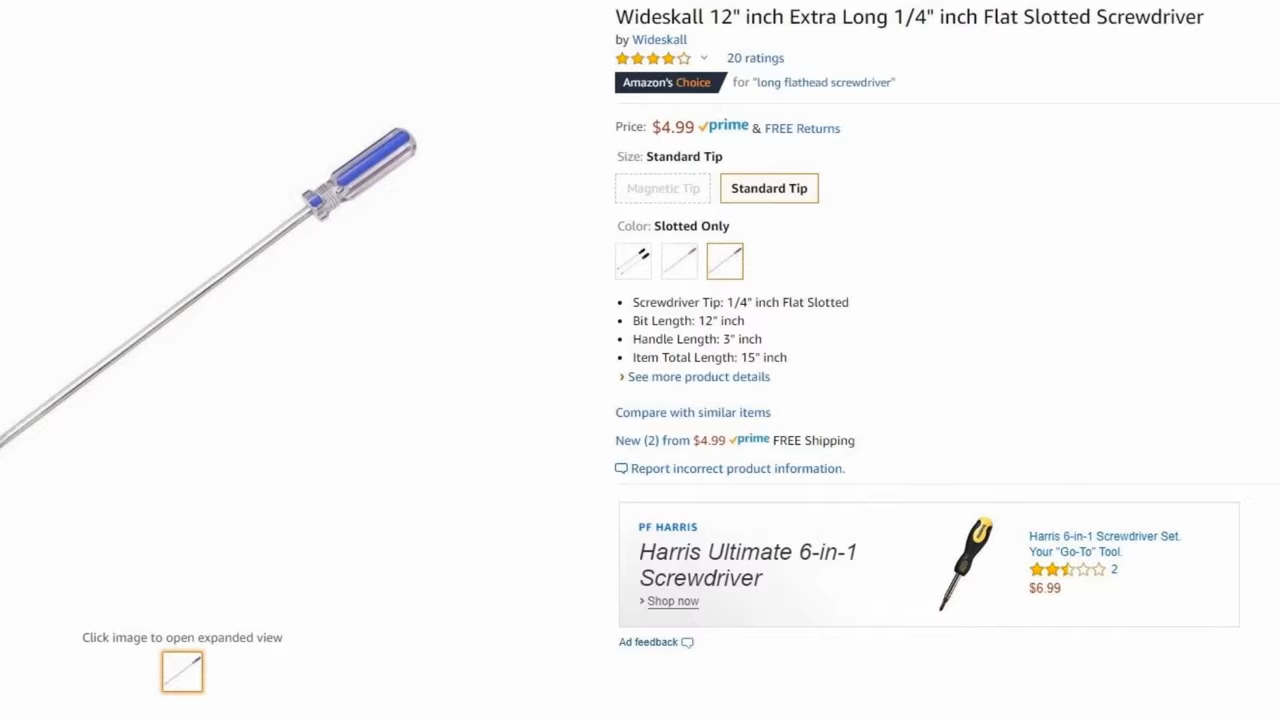 Wideskall 12" inch Extra Long 1/4" inch Flat Slotted Screwdriver
by Wideskall
20 ratings
Amazon's Choice for "long flathead screwdriver"
Price: $4.99 prime & FREE Returns
Size: Standard Tip
Magnetic Tip Standard Tip
Color: Slotted Only
• Screwdriver Tip: 1/4" inch Flat Slotted
• Bit Length: 12" inch
• Handle Length: 3" inch
• Item Total Length: 15" inch
› See more product details
Compare with similar items
New (2) from $4.99 prime FREE Shipping
Report incorrect product information.
PF HARRIS
Harris Ultimate 6-in-1
Screwdriver
› Shop now
Harris 6-in-1 Screwdriver Set.
Your "Go-To" Tool.
2
$6.99
Ad feedback
Click image to open expanded view